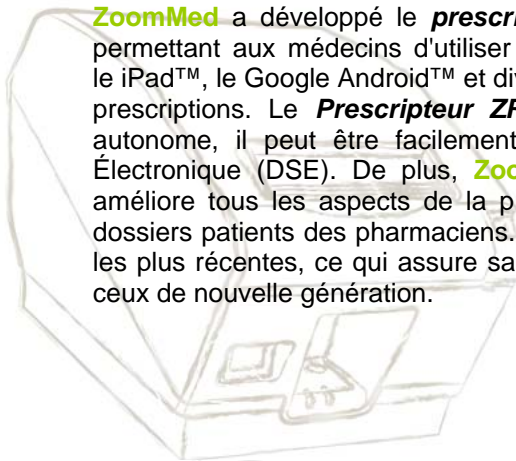 ZoomMed a développé le prescri
permettant aux médecins d'utiliser
le iPad™, le Google Android™ et di
prescriptions. Le Prescripteur ZR
autonome, il peut être facilement
Électronique (DSE). De plus, Zoo
améliore tous les aspects de la p
dossiers patients des pharmaciens.
les plus récentes, ce qui assure sa
ceux de nouvelle génération.